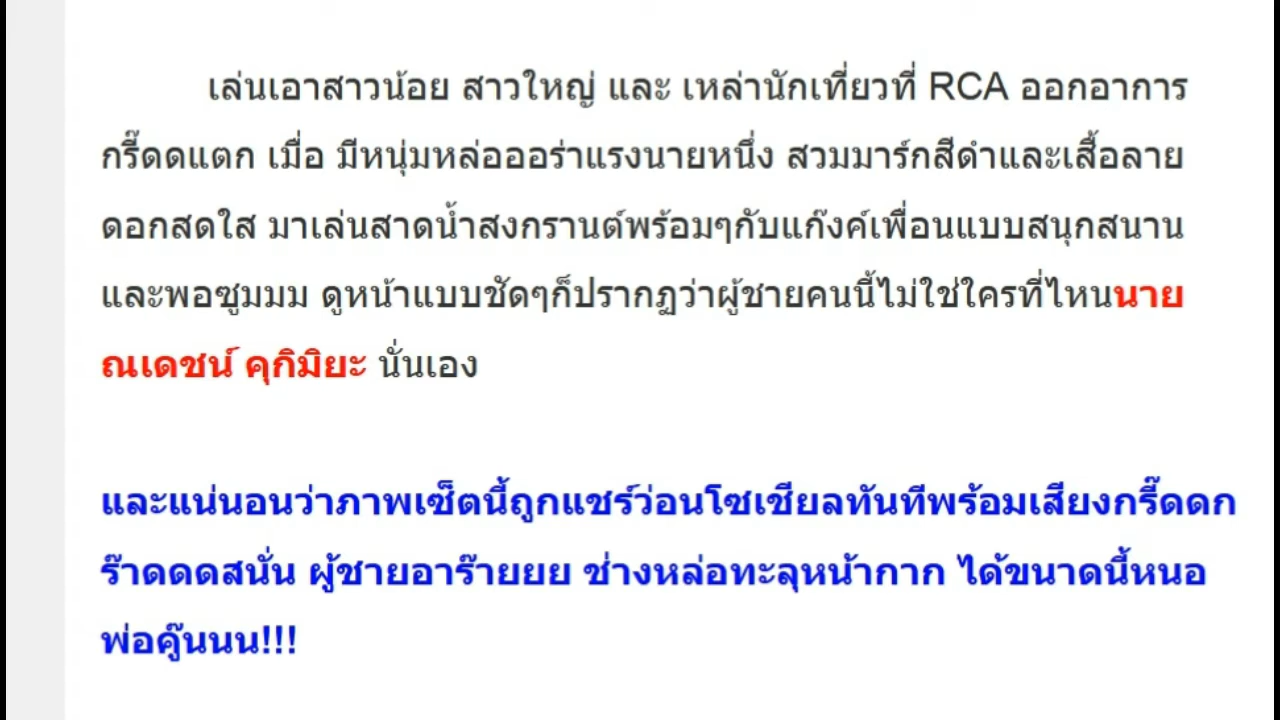 เล่นเอาสาวน้อย สาวใหญ่ และ เหล่านักเที่ยวที่ RCA ออกอาการ
กรี๊ดดแตก เมื่อ มีหนุ่มหล่อออร่าแรงนายหนึ่ง สวมมาร์กสีดำและเสื้อลาย
ดอกสดใส มาเล่นสาดน้ำสงกรานต์พร้อมๆกับแก๊งค์เพื่อนแบบสนุกสนาน
และพอซูมมม ดูหน้าแบบชัดๆก็ปรากฏว่าผู้ชายคนนี้ไม่ใช่ใครที่ไหนนาย
ณเดชน์ คุกิมิยะ นั่นเอง
และแน่นอนว่าภาพเซ็ตนี้ถูกแชร์ว่อนโซเชียลทันทีพร้อมเสียงกรี๊ดดก
ร๊าดดดสนั่น ผู้ชายอาร๊ายยย ช่างหล่อทะลุหน้ากาก ได้ขนาดนี้หนอ
พ่อคู๊นนน!!!